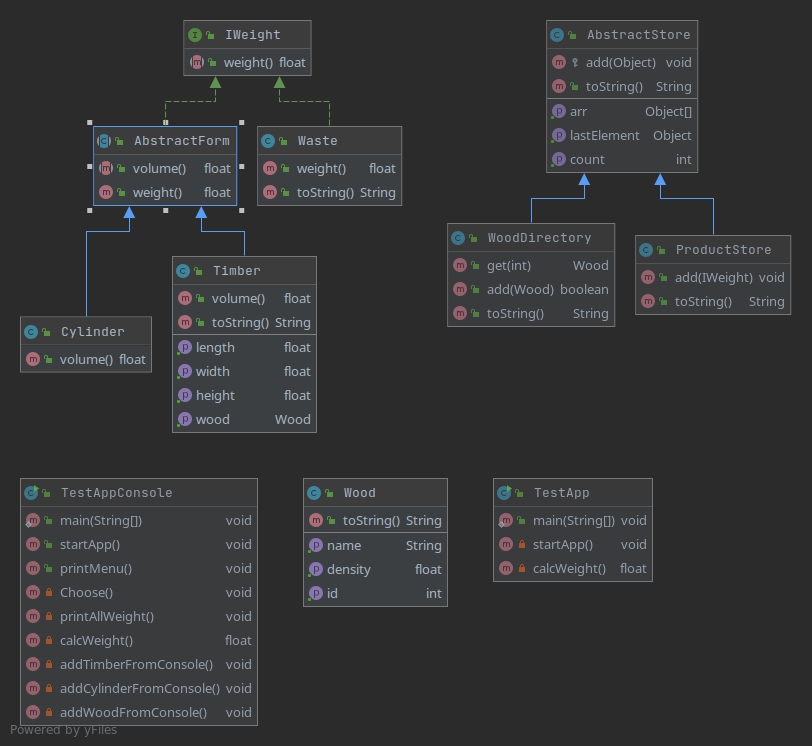 IWeight
weight() float
AbstractForm
volume() float
weight() float
Waste
weight() float
toString() String
Timber
volume() float
toString() String
length float
width float
height float
wood Wood
Cylinder
volume() float
AbstractStore
add(Object) void
toString() String
arr Object[]
lastElement Object
count int
WoodDirectory
get(int) Wood
add(Wood) boolean
toString() String
ProductStore
add(IWeight) void
toString() String
TestAppConsole
main(String[]) void
startApp() void
printMenu() void
Choose() void
printAllWeight() void
calcWeight() float
addTimberFromConsole() void
addCylinderFromConsole() void
addWoodFromConsole() void
Wood
toString() String
name String
density float
id int
TestApp
main(String[]) void
startApp() void
calcWeight() float
Powered by yFiles